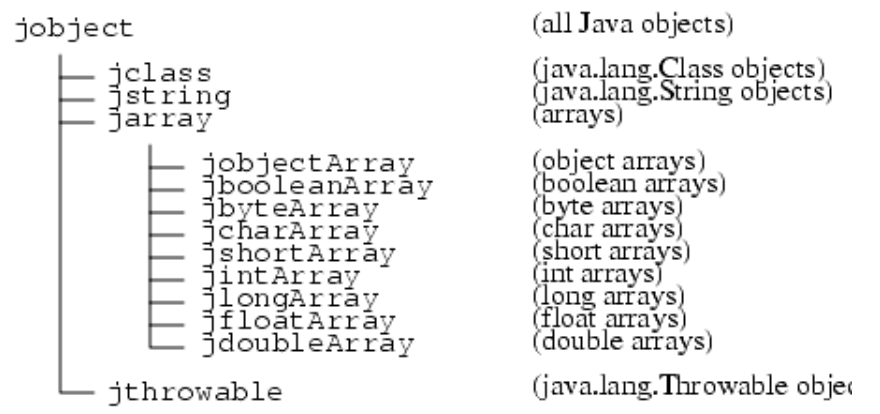 jobject (all Java objects)
jclass (java.lang.Class objects)
jstring (java.lang.String objects)
jarray (arrays)
jobjectArray (object arrays)
jbooleanArray (boolean arrays)
jbyteArray (byte arrays)
jcharArray (char arrays)
jshortArray (short arrays)
jintArray (int arrays)
jlongArray (long arrays)
jfloatArray (float arrays)
jdoubleArray (double arrays)
jthrowable (java.lang.Throwable